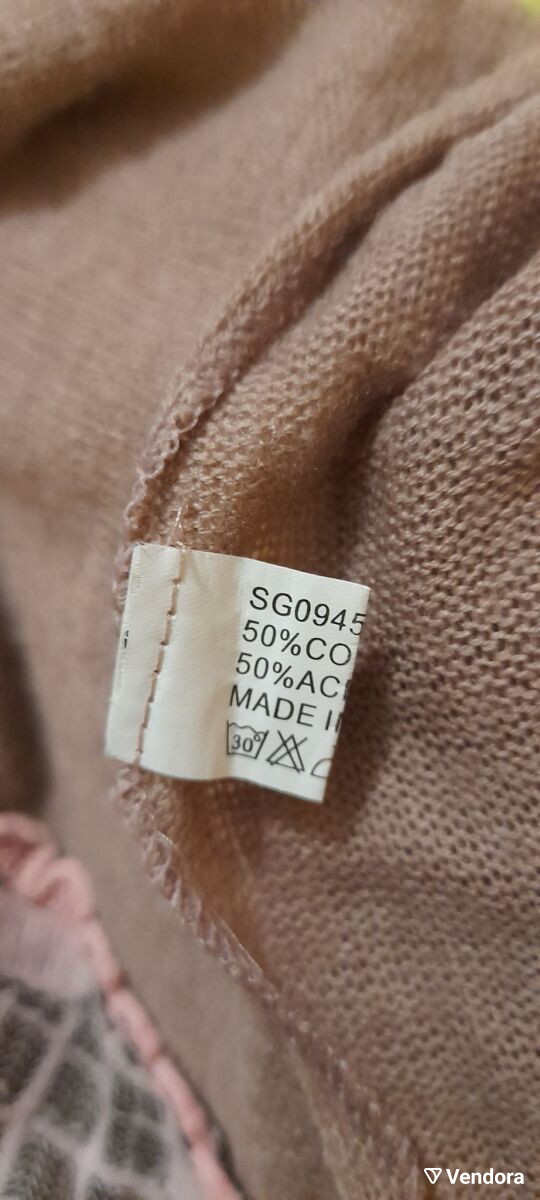 SG0945
50%CO
50%AC
MADE I
30°
Vendora